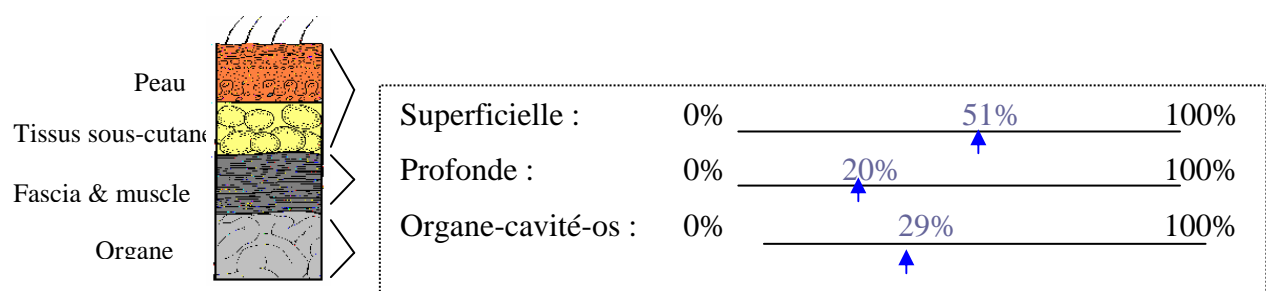 Peau
Tissus sous-cutané
Fascia & muscle
Organe
Superficielle : 0% 51% 100%
Profonde : 0% 20% 100%
Organe-cavité-os : 0% 29% 100%